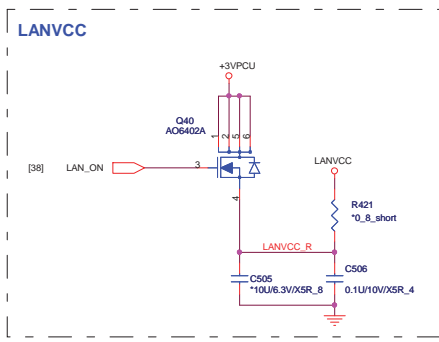 LANVCC
+3VPCU
Q40
AO6402A
1
2
5
6
[38]
LAN_ON
3
4
LANVCC
R421
*0_8_short
LANVCC_R
C505
*10U/6.3V/X5R_8
C506
0.1U/10V/X5R_4